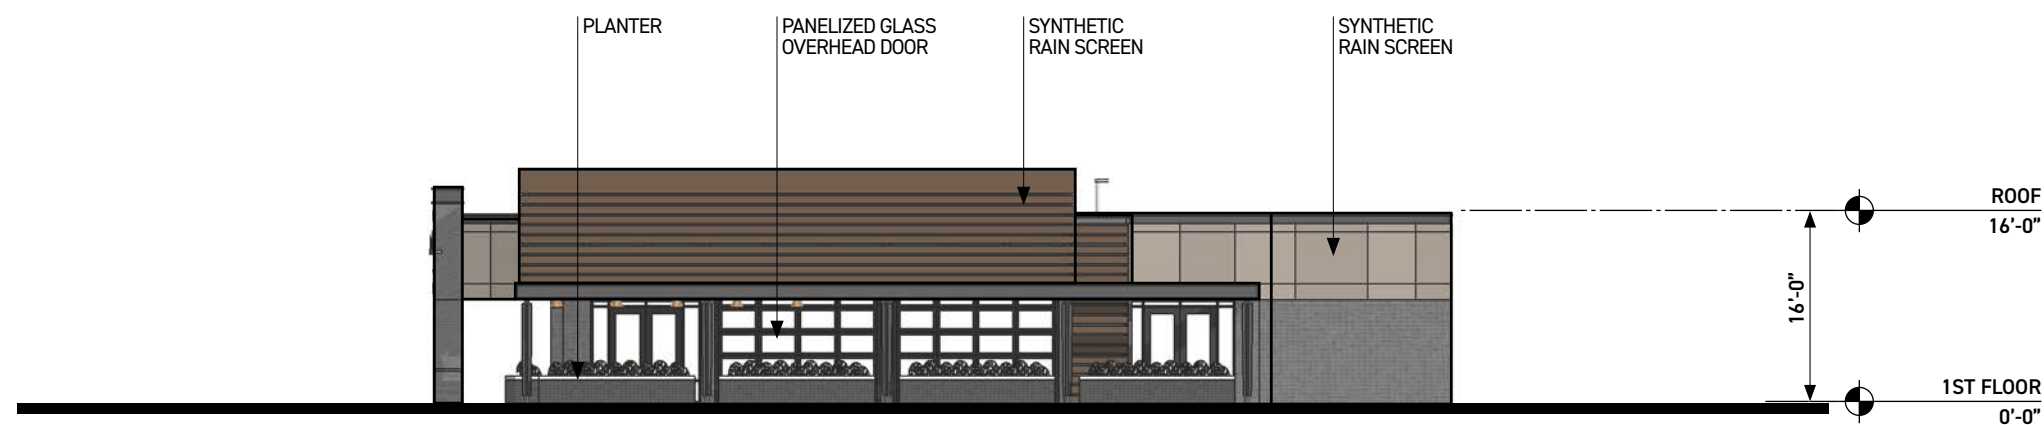 PLANTER
PANELIZED GLASS
OVERHEAD DOOR
SYNTHETIC
RAIN SCREEN
SYNTHETIC
RAIN SCREEN
ROOF
16'-0"
16'-0"
1ST FLOOR
0'-0"